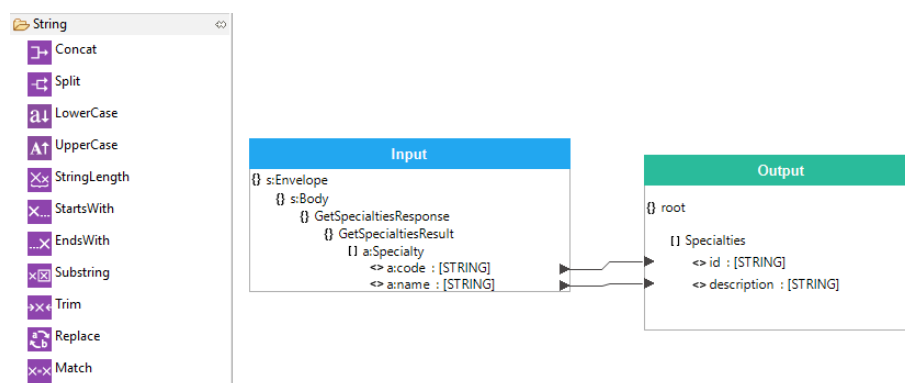 String
Concat
Split
LowerCase
UpperCase
StringLength
StartsWith
EndsWith
Substring
Trim
Replace
Match
Input
{} s:Envelope
{} s:Body
{} GetSpecialtiesResponse
{} GetSpecialtiesResult
[] a:Specialty
<> a:code : [STRING]
<> a:name : [STRING]
Output
{} root
[] Specialties
<> id : [STRING]
<> description : [STRING]